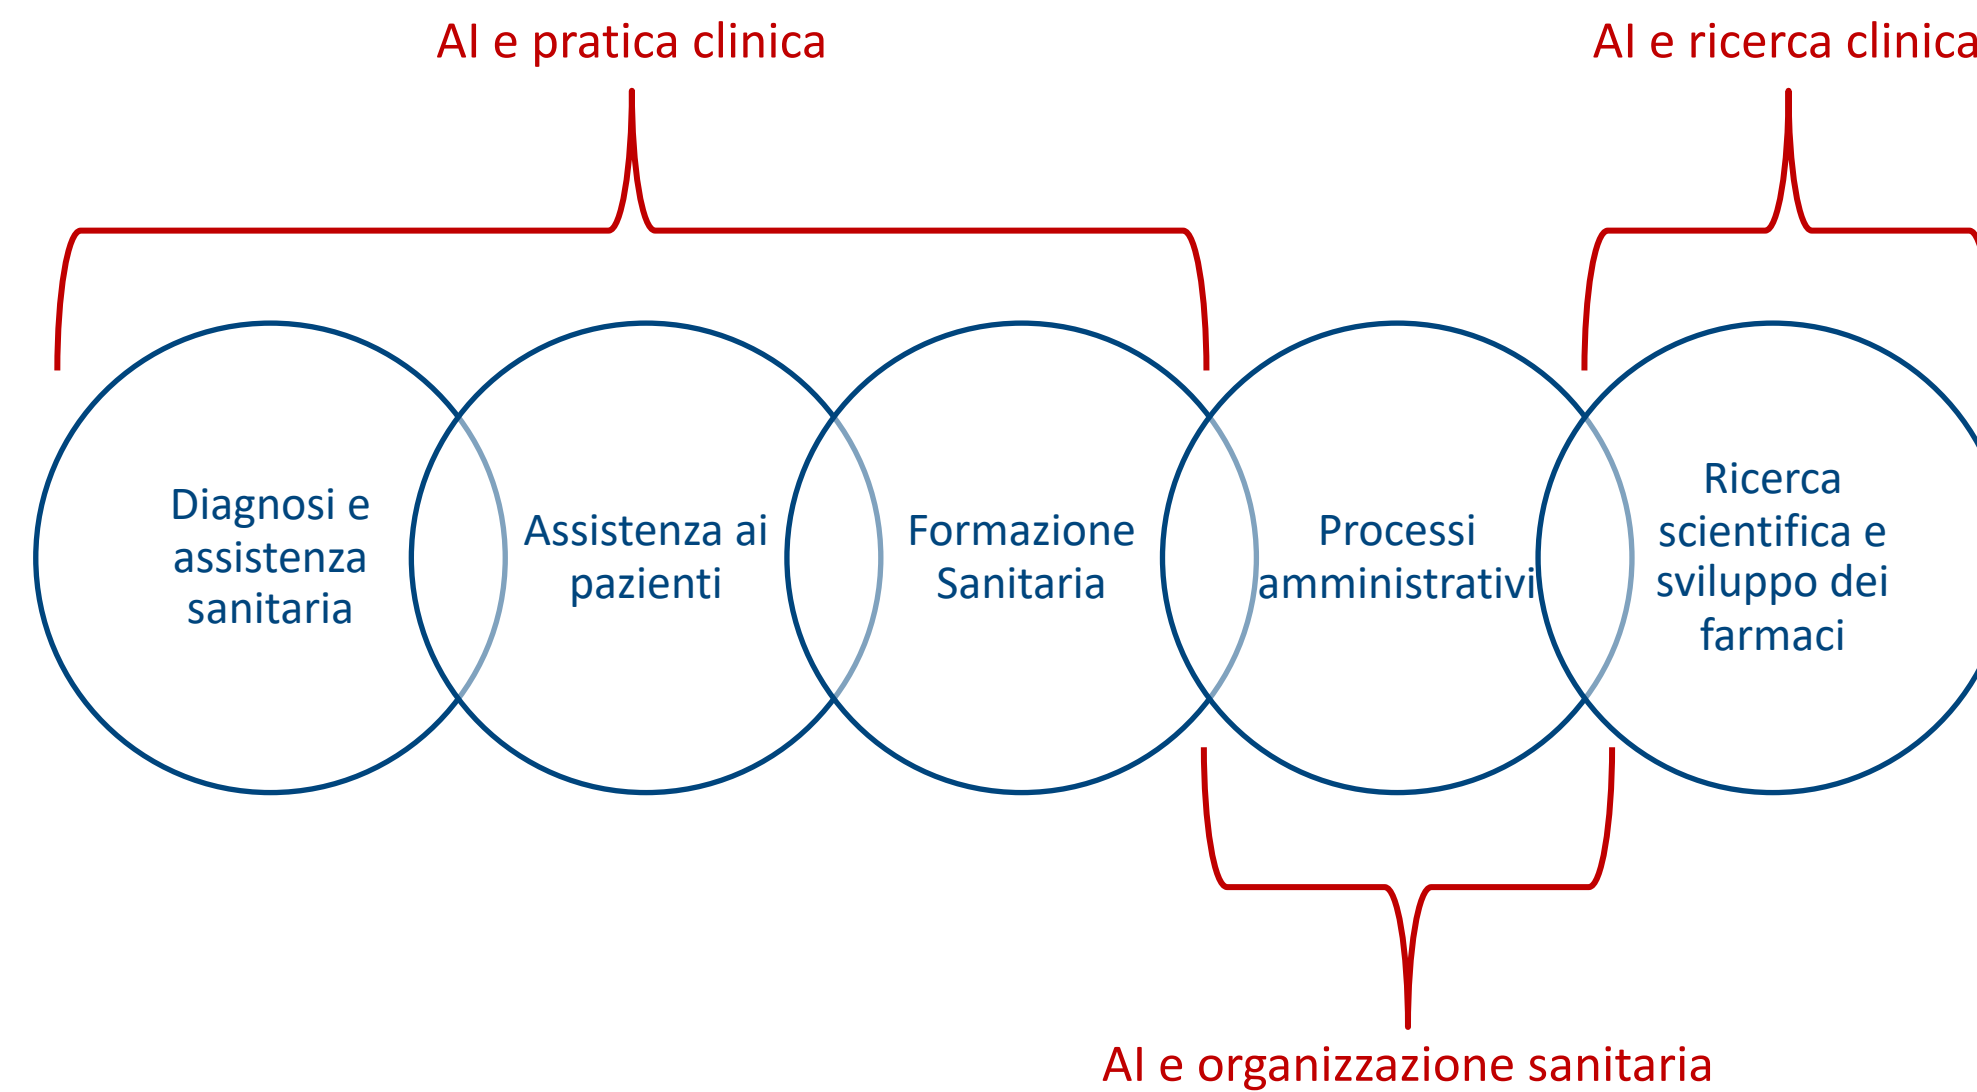 AI e pratica clinica
AI e ricerca clinica
Diagnosi e
assistenza
sanitaria
Assistenza ai
pazienti
Formazione
Sanitaria
Processi
amministrativi
Ricerca
scientifica e
sviluppo dei
farmaci
AI e organizzazione sanitaria